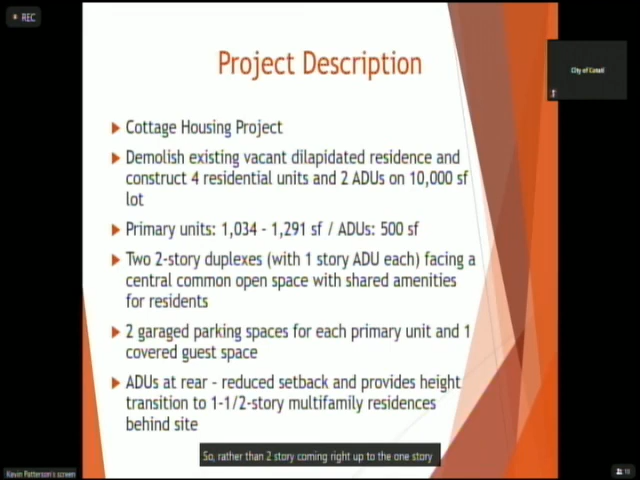 REC
Project Description
City of Cotati
Cottage Housing Project
Demolish existing vacant dilapidated residence and
construct 4 residential units and 2 ADUs on 10,000 sf
lot
Primary units: 1,034 - 1,291 sf / ADUs: 500 sf
Two 2-story duplexes (with 1 story ADU each) facing a
central common open space with shared amenities
for residents
2 garaged parking spaces for each primary unit and 1
covered guest space
ADUs at rear - reduced setback and provides height
transition to 1-1/2-story multifamily residences
behind site
So, rather than 2 story coming right up to the one story
Kevin Patterson's screen